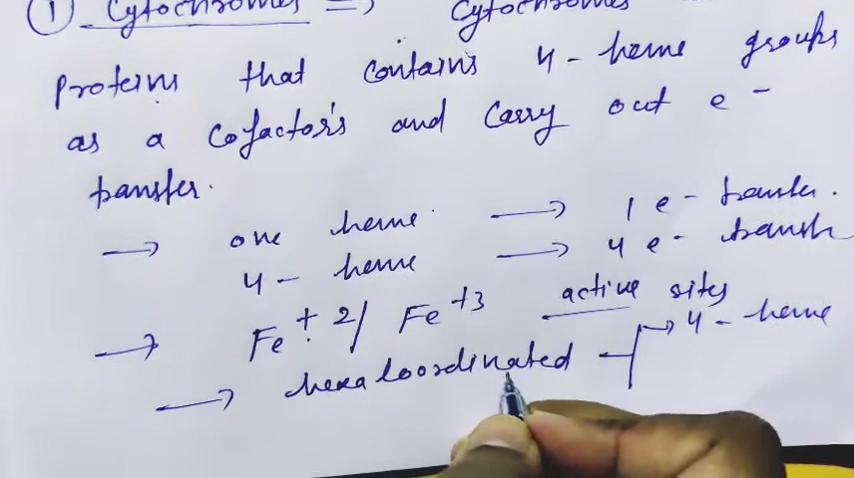 ① Cytochromes ⇒ Cytochromes
proteins that contains 4 - heme groups
as a cofactor's and carry out e-
transfer.
→ one heme → 1 e- transfer.
4 - heme → 4 e- transfer
→ Fe+2/ Fe+3 active sites
→ hexacoordinated → 4 - heme